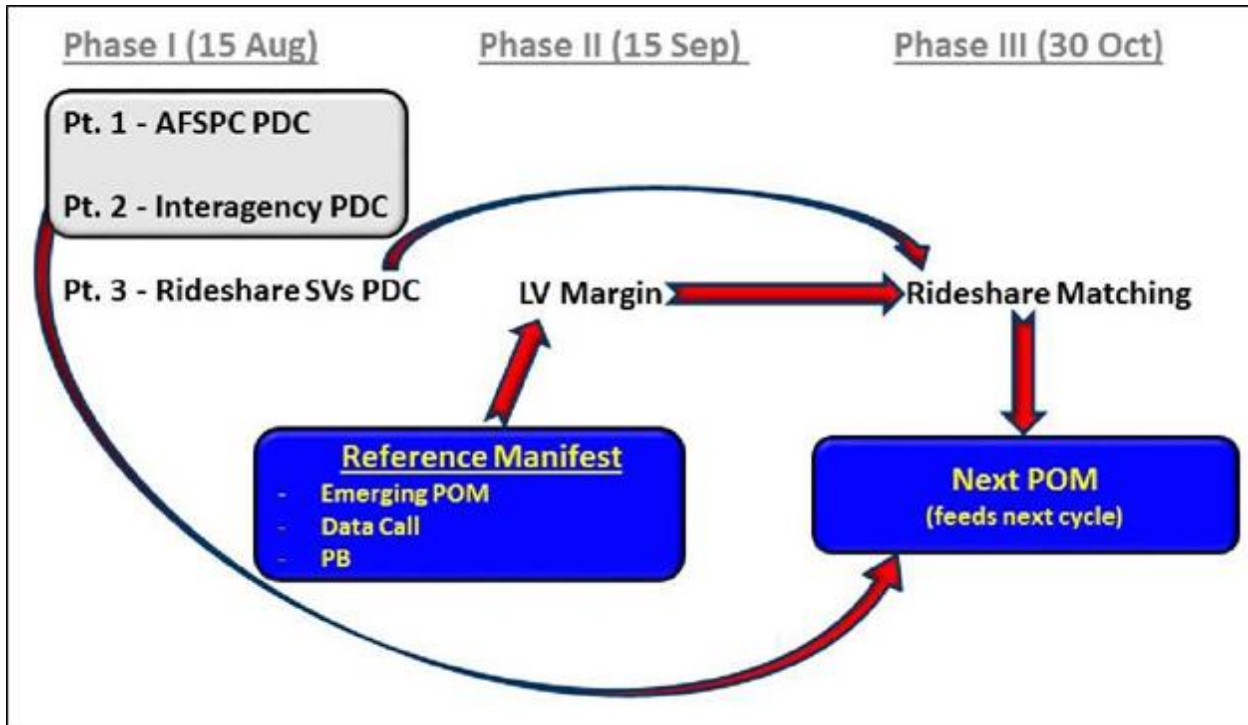 Phase I (15 Aug)
Phase II (15 Sep)
Phase III (30 Oct)
Pt. 1 - AFSPC PDC
Pt. 2 - Interagency PDC
Pt. 3 - Rideshare SVs PDC
LV Margin
Rideshare Matching
Reference Manifest
- Emerging POM
- Data Call
- PB
Next POM
(feeds next cycle)